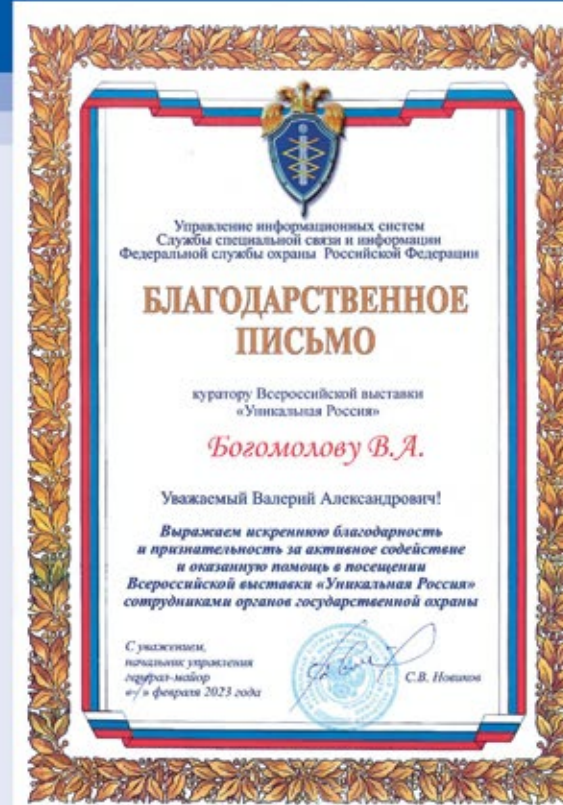 Управление информационных систем
Службы специальной связи и информации
Федеральной службы охраны Российской Федерации
БЛАГОДАРСТВЕННОЕ
ПИСЬМО
куратору Всероссийской выставки
«Уникальная Россия»
Богомолову В.А.
Уважаемый Валерий Александрович!
Выражаем искреннюю благодарность
и признательность за активное содействие
и оказанную помощь в посещении
Всероссийской выставки «Уникальная Россия»
сотрудниками органов государственной охраны
С уважением,
начальник управления
генерал-майор
С.В. Новиков
февраля 2023 года